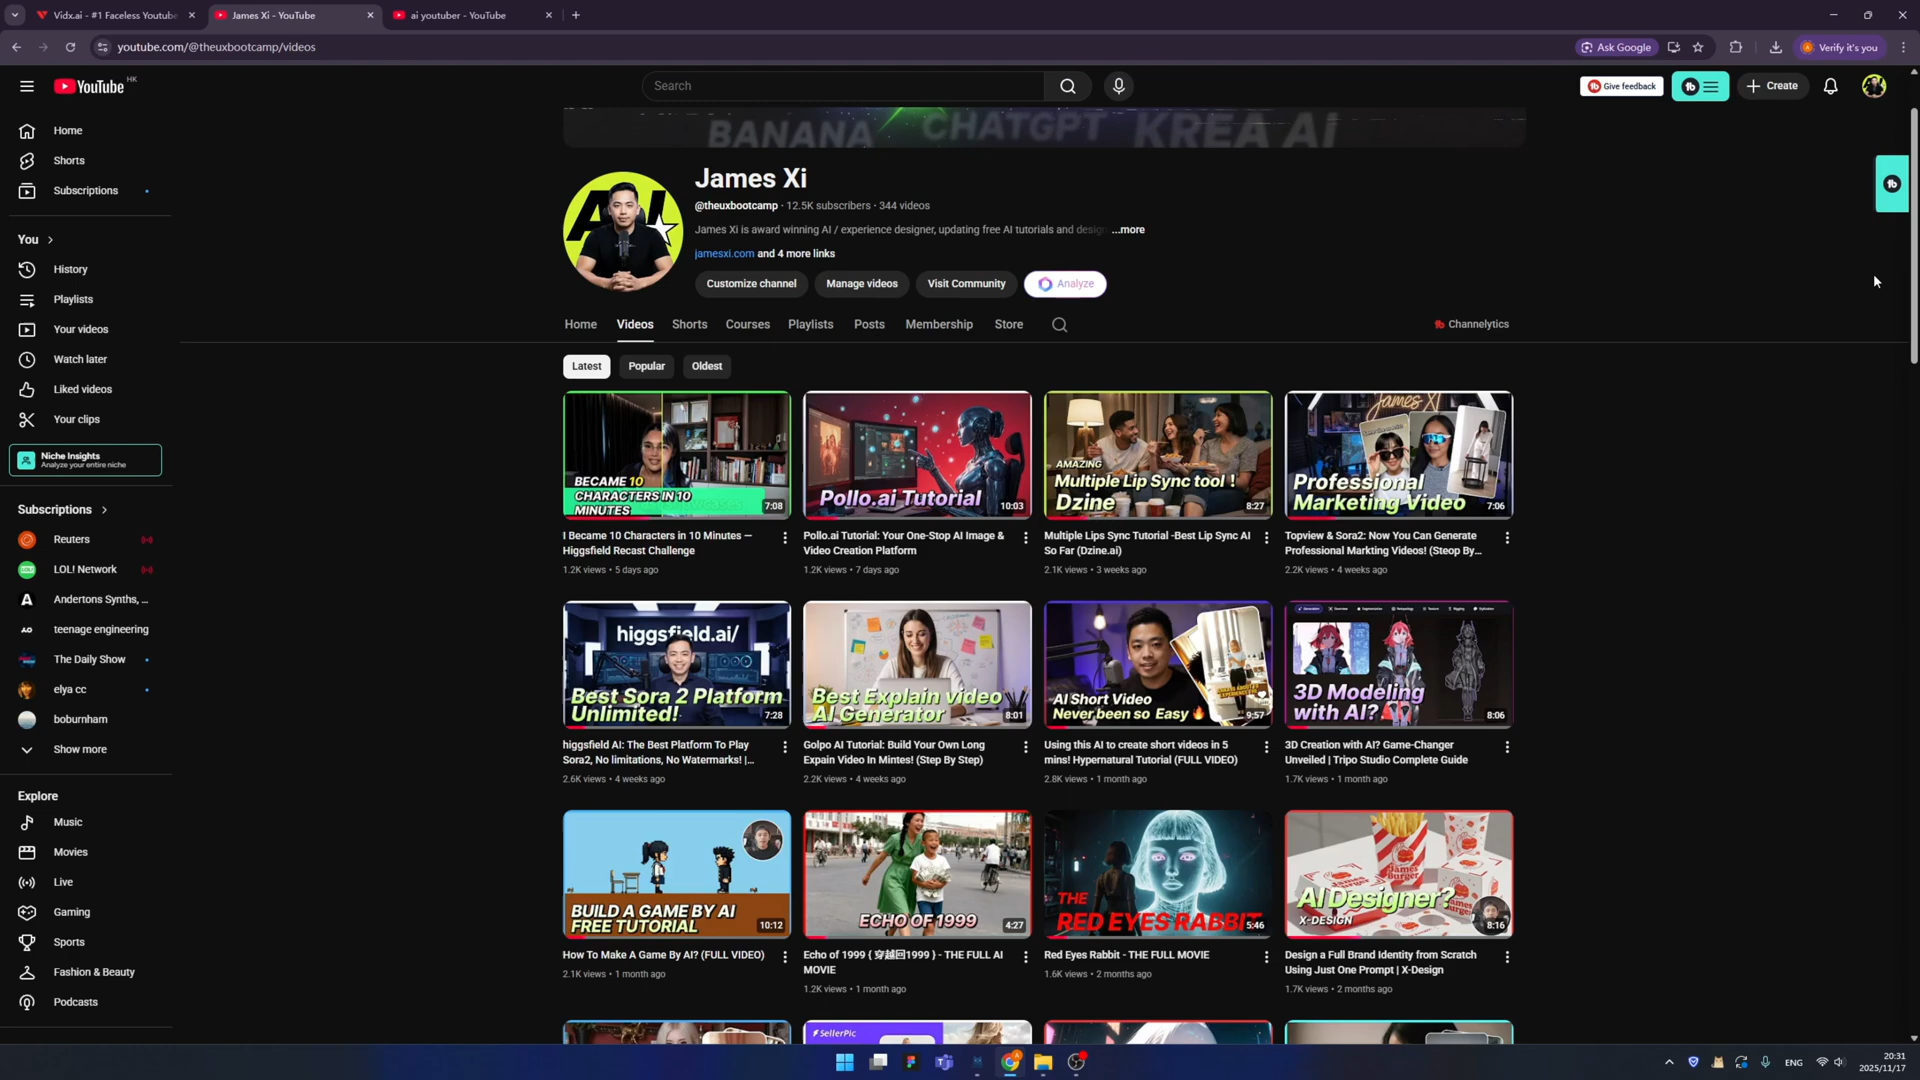 Vidx.ai - #1 Faceless Youtube
James Xi - YouTube
ai youtuber - YouTube
youtube.com/@theuxbootcamp/videos
Ask Google
Verify it's you
YouTube HK
Search
Give feedback
Create
BANANA CHATGPT KREA AI
Home
Shorts
Subscriptions
You
History
Playlists
Your videos
Watch later
Liked videos
Your clips
Niche Insights
Analyze your entire niche
Subscriptions
Reuters
LOL! Network
Andertons Synths, ...
teenage engineering
The Daily Show
elya cc
boburnham
Show more
Explore
Music
Movies
Live
Gaming
Sports
Fashion & Beauty
Podcasts
James Xi
@theuxbootcamp · 12.5K subscribers · 344 videos
James Xi is award winning AI / experience designer, updating free AI tutorials and design ...more
jamesxi.com and 4 more links
Customize channel
Manage videos
Visit Community
Analyze
Home
Videos
Shorts
Courses
Playlists
Posts
Membership
Store
Channelytics
Latest
Popular
Oldest
BECAME 10
CHARACTERS IN 10
MINUTES
7:08
Pollo.ai Tutorial
10:03
AMAZING
Multiple Lip Sync tool !
Dzine
8:27
James XI
Professional
Marketing Video
7:06
I Became 10 Characters in 10 Minutes —
Higgsfield Recast Challenge
1.2K views • 5 days ago
Pollo.ai Tutorial: Your One-Stop AI Image &
Video Creation Platform
1.2K views • 7 days ago
Multiple Lips Sync Tutorial -Best Lip Sync AI
So Far (Dzine.ai)
2.1K views • 3 weeks ago
Topview & Sora2: Now You Can Generate
Professional Markting Videos! (Steop By...
2.2K views • 4 weeks ago
higgsfield.ai/
Best Sora 2 Platform
Unlimited!
7:28
Best Explain video
AI Generator
8:01
AI Short Video
Never been so Easy
9:57
3D Modeling
with AI?
8:06
higgsfield AI: The Best Platform To Play
Sora2, No limitations, No Watermarks! |...
2.6K views • 4 weeks ago
Golpo AI Tutorial: Build Your Own Long
Expain Video In Mintes! (Step By Step)
2.2K views • 4 weeks ago
Using this AI to create short videos in 5
mins! Hypernatural Tutorial (FULL VIDEO)
2.8K views • 1 month ago
3D Creation with AI? Game-Changer
Unveiled | Tripo Studio Complete Guide
1.7K views • 1 month ago
BUILD A GAME BY AI
FREE TUTORIAL
10:12
ECHO OF 1999
4:27
THE
RED EYES RABBIT
5:46
James
Burger
AI Designer?
X-DESIGN
8:16
How To Make A Game By AI? (FULL VIDEO)
2.1K views • 1 month ago
Echo of 1999 { 穿越回1999 } - THE FULL AI
MOVIE
1.2K views • 1 month ago
Red Eyes Rabbit - THE FULL MOVIE
1.6K views • 2 months ago
Design a Full Brand Identity from Scratch
Using Just One Prompt | X-Design
1.7K views • 2 months ago
SellerPic
ENG
20:31
2025/11/17